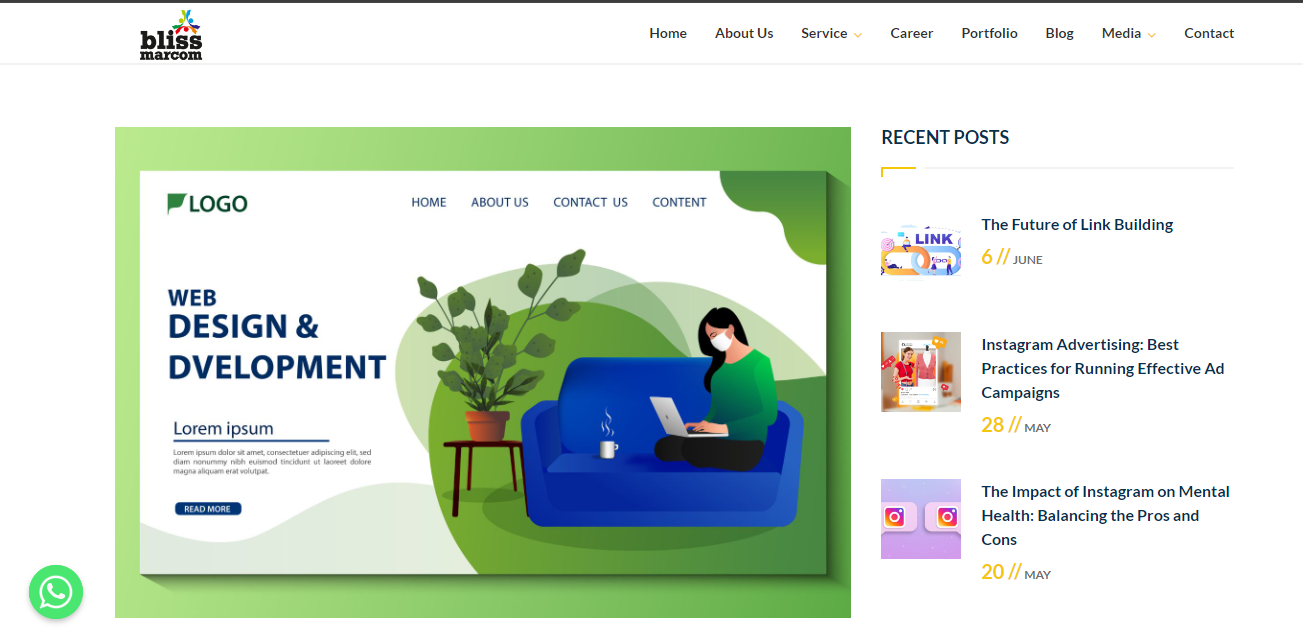 bliss
marcom
Home About Us Service Career Portfolio Blog Media Contact
LOGO
HOME ABOUT US CONTACT US CONTENT
WEB
DESIGN &
DVELOPMENT
Lorem ipsum
Lorem ipsum dolor sit amet, consectetuer adipiscing elit, sed
diam nonummy nibh euismod tincidunt ut laoreet dolore
magna aliquam erat volutpat.
READ MORE
RECENT POSTS
LINK
The Future of Link Building
6 // JUNE
Instagram Advertising: Best
Practices for Running Effective Ad
Campaigns
28 // MAY
The Impact of Instagram on Mental
Health: Balancing the Pros and
Cons
20 // MAY